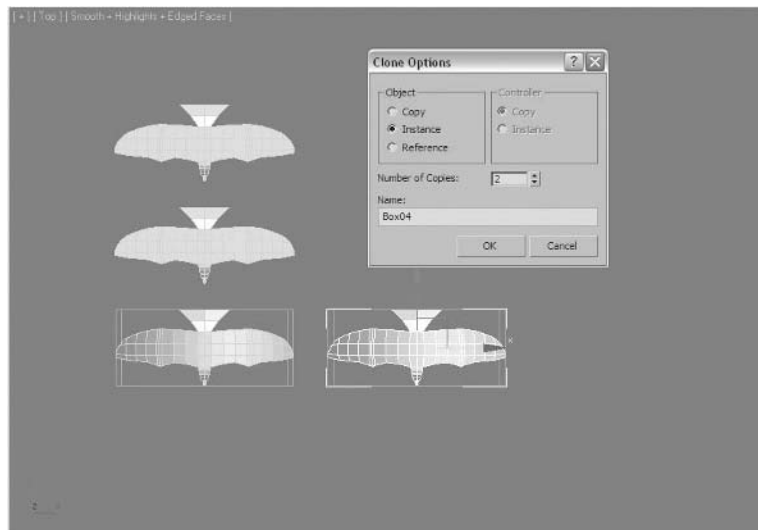 [ + ] [ Top ] [ Smooth + Highlights + Edged Faces ]
Clone Options
Object
Copy
Instance
Reference
Controller
Copy
Instance
Number of Copies: 2
Name:
Box04
OK Cancel
x
z